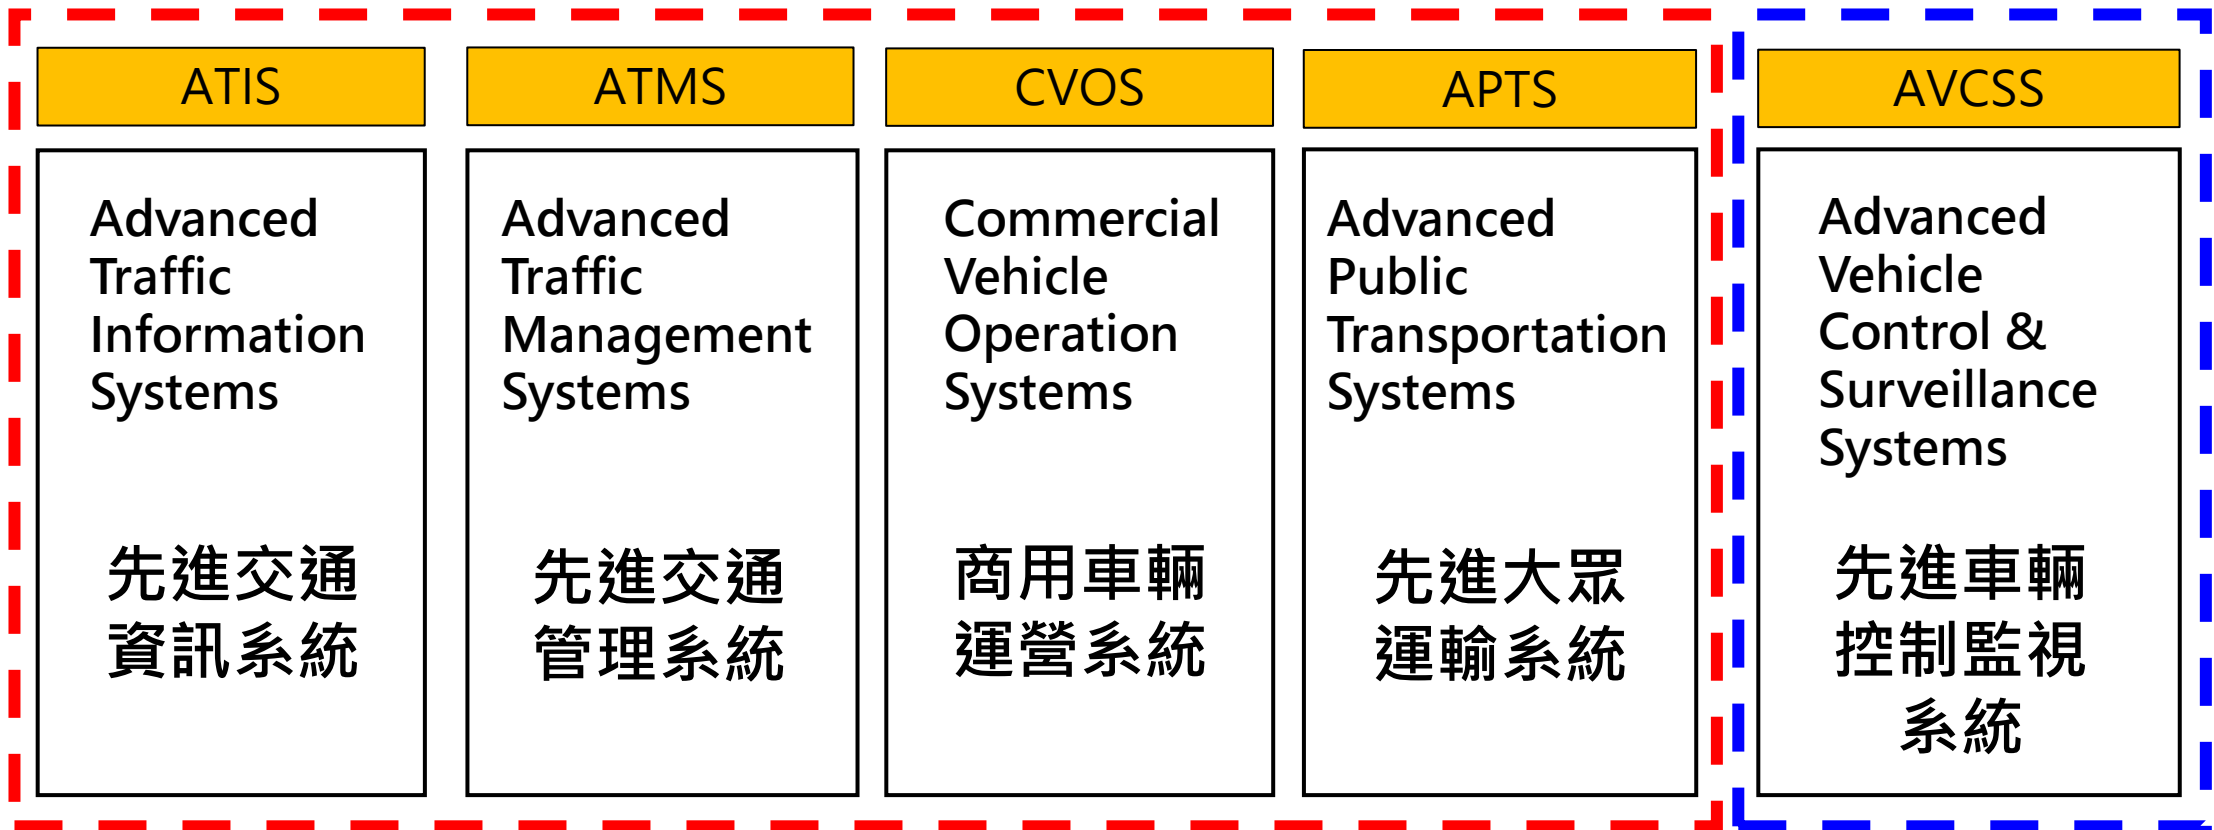 ATIS
Advanced
Traffic
Information
Systems
先進交通
資訊系統
ATMS
Advanced
Traffic
Management
Systems
先進交通
管理系統
CVOS
Commercial
Vehicle
Operation
Systems
商用車輛
運營系統
APTS
Advanced
Public
Transportation
Systems
先進大眾
運輸系統
AVCSS
Advanced
Vehicle
Control &
Surveillance
Systems
先進車輛
控制監視
系統